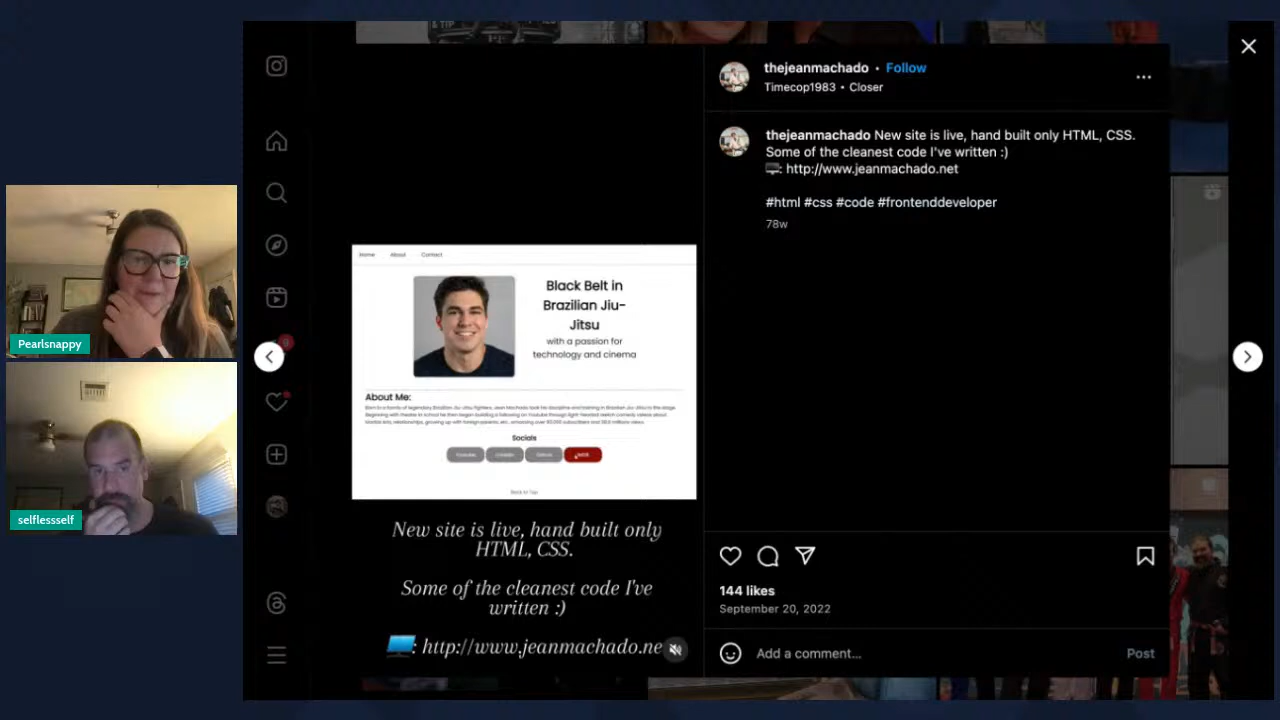 Pearlsnappy
selflessself
Home About Contact
Black Belt in
Brazilian Jiu-
Jitsu
with a passion for
technology and cinema
About Me:
Socials
Back to Top
New site is live, hand built only
HTML, CSS.
Some of the cleanest code I've
written :)
: http://www.jeanmachado.ne
thejeanmachado • Follow
Timecop1983 • Closer
thejeanmachado New site is live, hand built only HTML, CSS.
Some of the cleanest code I've written :)
: http://www.jeanmachado.net
#html #css #code #frontenddeveloper
78w
144 likes
September 20, 2022
Add a comment...
Post